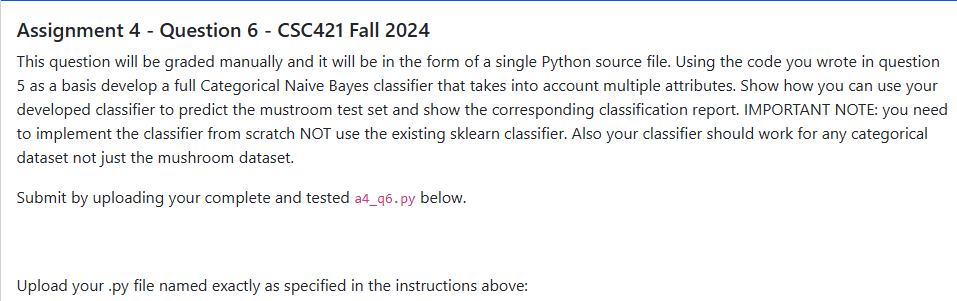 Assignment 4 - Question 6 - CSC421 Fall 2024
This question will be graded manually and it will be in the form of a single Python source file. Using the code you wrote in question
5 as a basis develop a full Categorical Naive Bayes classifier that takes into account multiple attributes. Show how you can use your
developed classifier to predict the mustroom test set and show the corresponding classification report. IMPORTANT NOTE: you need
to implement the classifier from scratch NOT use the existing sklearn classifier. Also your classifier should work for any categorical
dataset not just the mushroom dataset.
Submit by uploading your complete and tested a4_q6.py below.
Upload your .py file named exactly as specified in the instructions above: